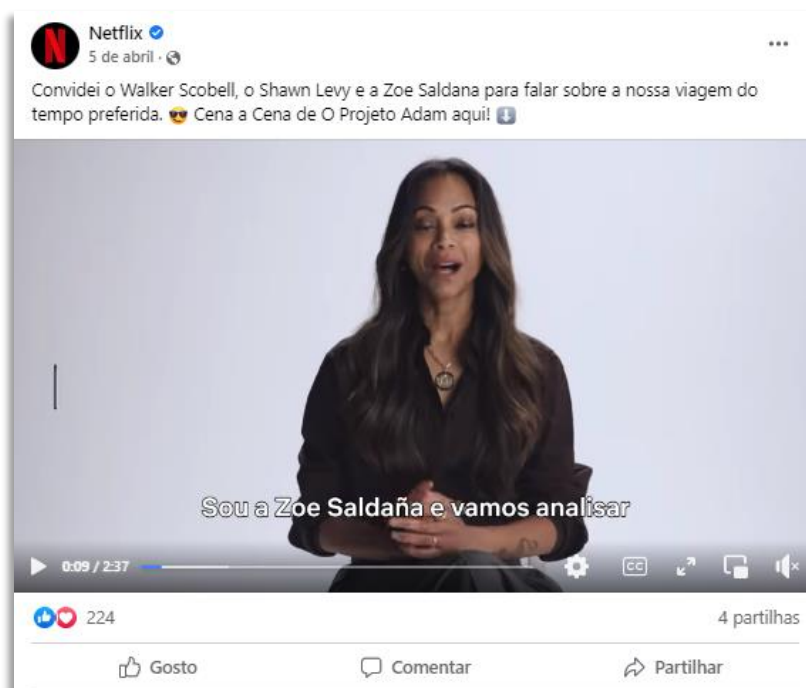 Netflix
5 de abril ·
Convidei o Walker Scobell, o Shawn Levy e a Zoe Saldana para falar sobre a nossa viagem do
tempo preferida. 😎 Cena a Cena de O Projeto Adam aqui! ⬇️
Sou a Zoe Saldaña e vamos analisar
0:09 / 2:37
CC
224
4 partilhas
Gosto
Comentar
Partilhar